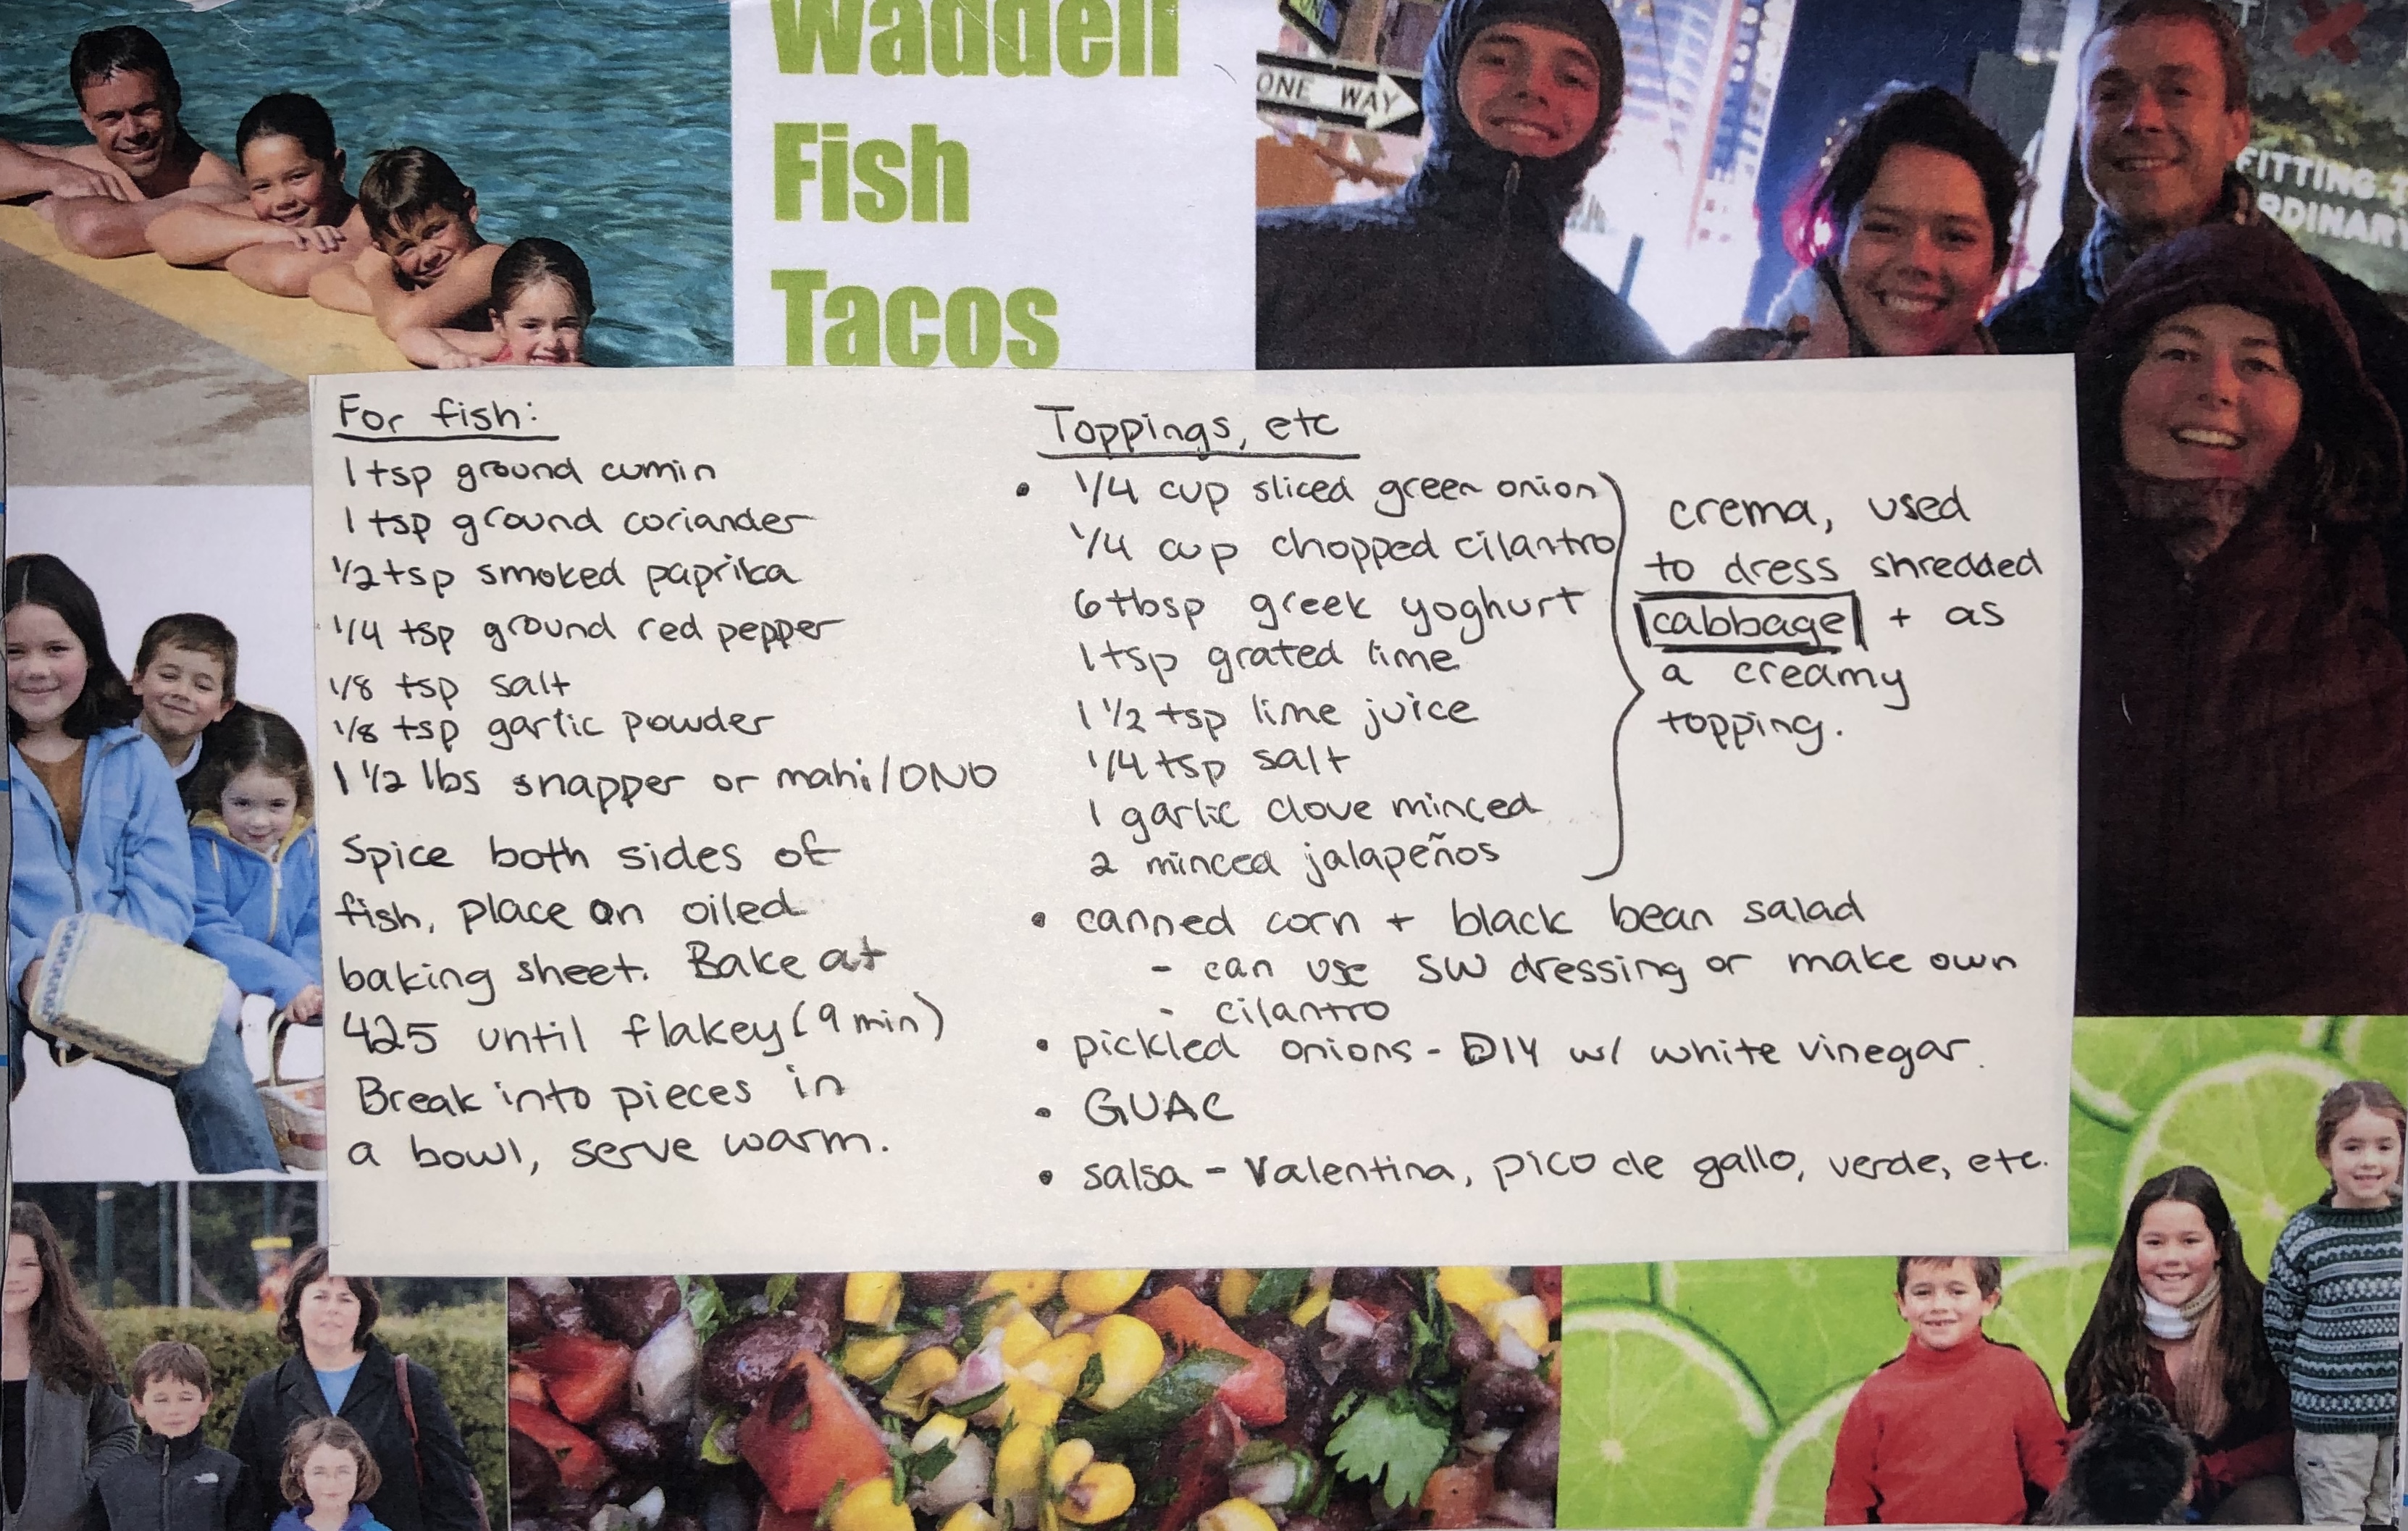 Waddell
Fish
Tacos
ONE WAY
FITTING
RDINARY
For fish:
1 tsp ground cumin
1 tsp ground coriander
1/2 tsp smoked paprika
1/4 tsp ground red pepper
1/8 tsp salt
1/8 tsp garlic powder
1 1/2 lbs snapper or mahi/ONO
Spice both sides of
fish, place on oiled
baking sheet. Bake at
425 until flakey (9 min)
Break into pieces in
a bowl, serve warm.
Toppings, etc
• 1/4 cup sliced green onion
1/4 cup chopped cilantro
6 tbsp greek yoghurt
1 tsp grated lime
1 1/2 tsp lime juice
1/4 tsp salt
1 garlic clove minced
2 minced jalapeños
crema, used
to dress shredded
cabbage + as
a creamy
topping.
• canned corn + black bean salad
- can use SW dressing or make own
- cilantro
• pickled onions - DIY w/ white vinegar.
• GUAC
• salsa - Valentina, pico de gallo, verde, etc.